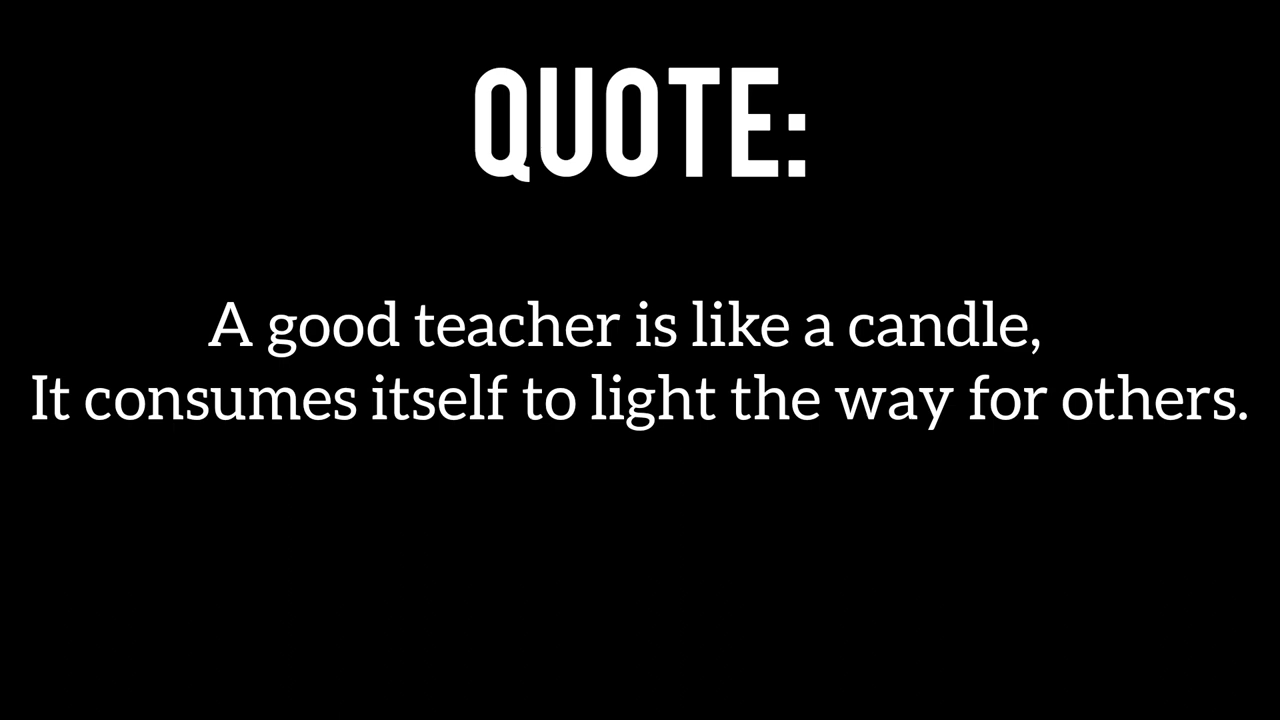 QUOTE:
A good teacher is like a candle,
It consumes itself to light the way for others.